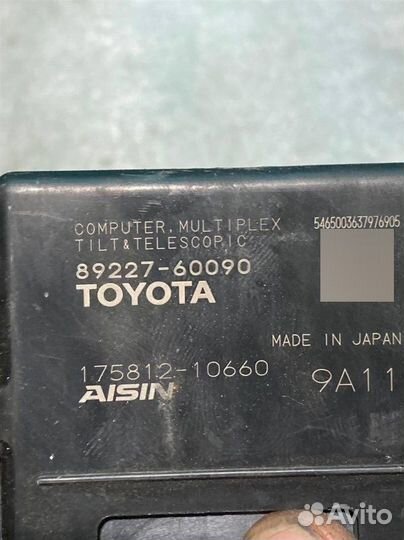 COMPUTER, MULTIPLEX
5465003637976905
TILT & TELESCOPIC
89227-60090
TOYOTA
MADE IN JAPAN
175812-10660
9A11
AISIN
Avito